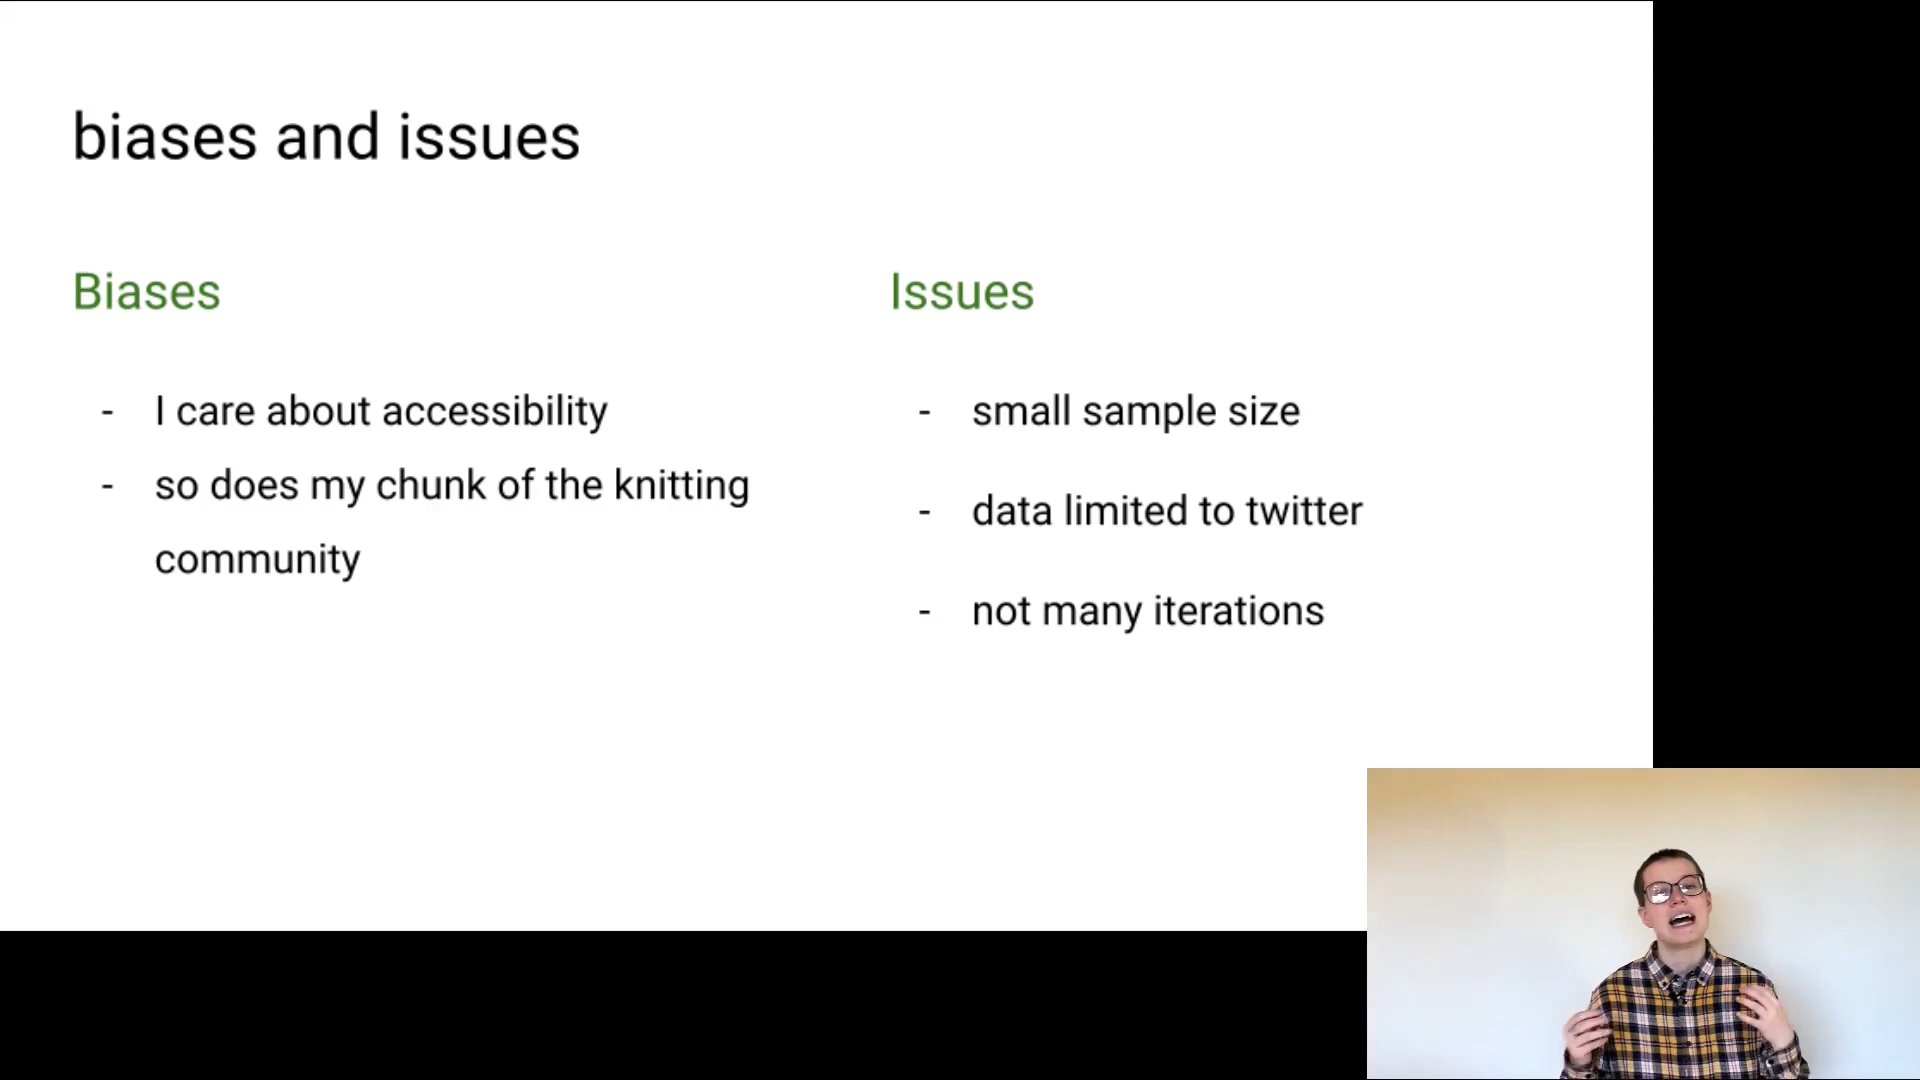 biases and issues
Biases
- I care about accessibility
- so does my chunk of the knitting
community
Issues
- small sample size
- data limited to twitter
- not many iterations